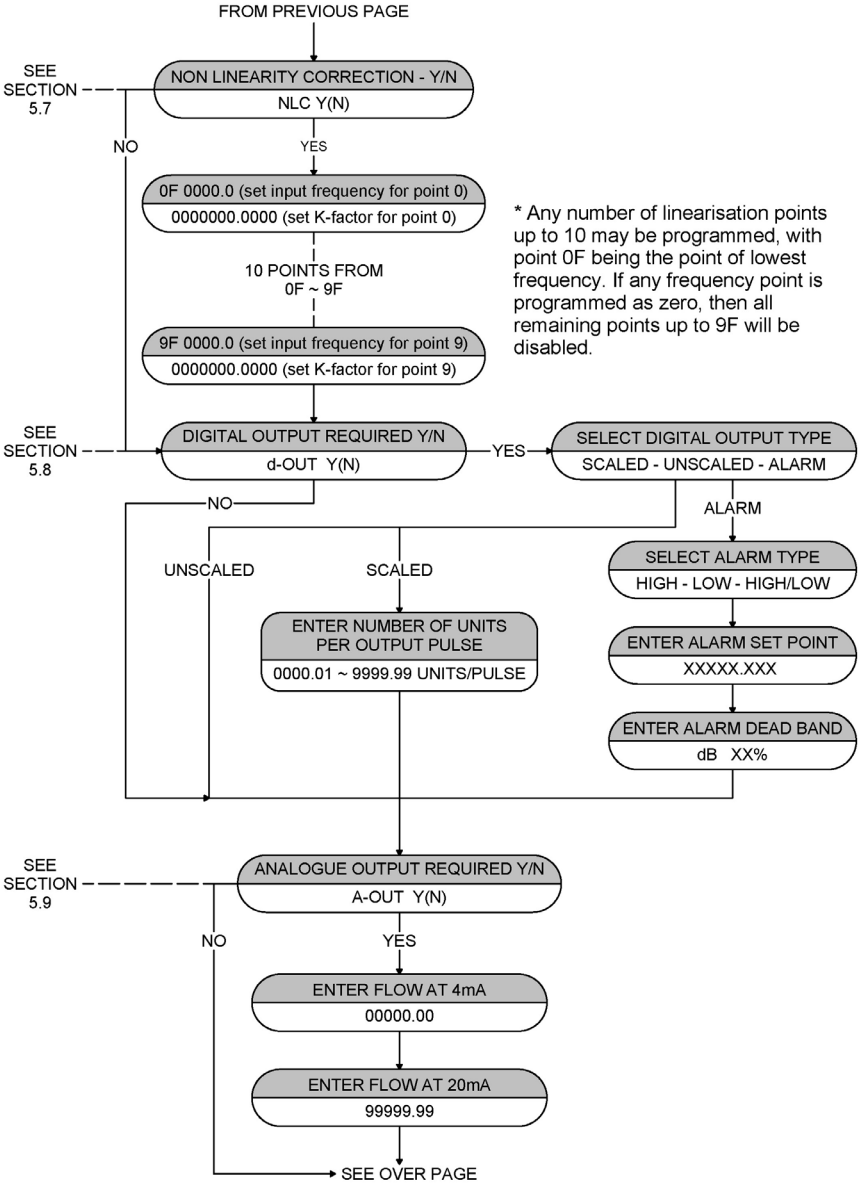 FROM PREVIOUS PAGE
SEE
SECTION
5.7
NON LINEARITY CORRECTION - Y/N
NLC Y(N)
NO
YES
0F 0000.0 (set input frequency for point 0)
0000000.0000 (set K-factor for point 0)
10 POINTS FROM
0F ~ 9F
9F 0000.0 (set input frequency for point 9)
0000000.0000 (set K-factor for point 9)
* Any number of linearisation points
up to 10 may be programmed, with
point 0F being the point of lowest
frequency. If any frequency point is
programmed as zero, then all
remaining points up to 9F will be
disabled.
SEE
SECTION
5.8
DIGITAL OUTPUT REQUIRED Y/N
d-OUT Y(N)
YES
SELECT DIGITAL OUTPUT TYPE
SCALED - UNSCALED - ALARM
NO
ALARM
UNSCALED
SCALED
SELECT ALARM TYPE
HIGH - LOW - HIGH/LOW
ENTER NUMBER OF UNITS
PER OUTPUT PULSE
0000.01 ~ 9999.99 UNITS/PULSE
ENTER ALARM SET POINT
XXXXX.XXX
ENTER ALARM DEAD BAND
dB XX%
SEE
SECTION
5.9
ANALOGUE OUTPUT REQUIRED Y/N
A-OUT Y(N)
NO
YES
ENTER FLOW AT 4mA
00000.00
ENTER FLOW AT 20mA
99999.99
SEE OVER PAGE